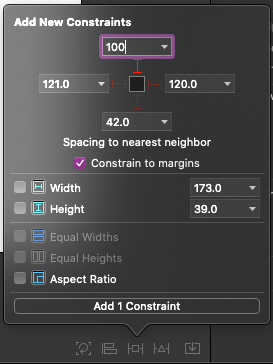 Add New Constraints
100
121.0 120.0
42.0
Spacing to nearest neighbor
Constrain to margins
Width 173.0
Height 39.0
Equal Widths
Equal Heights
Aspect Ratio
Add 1 Constraint